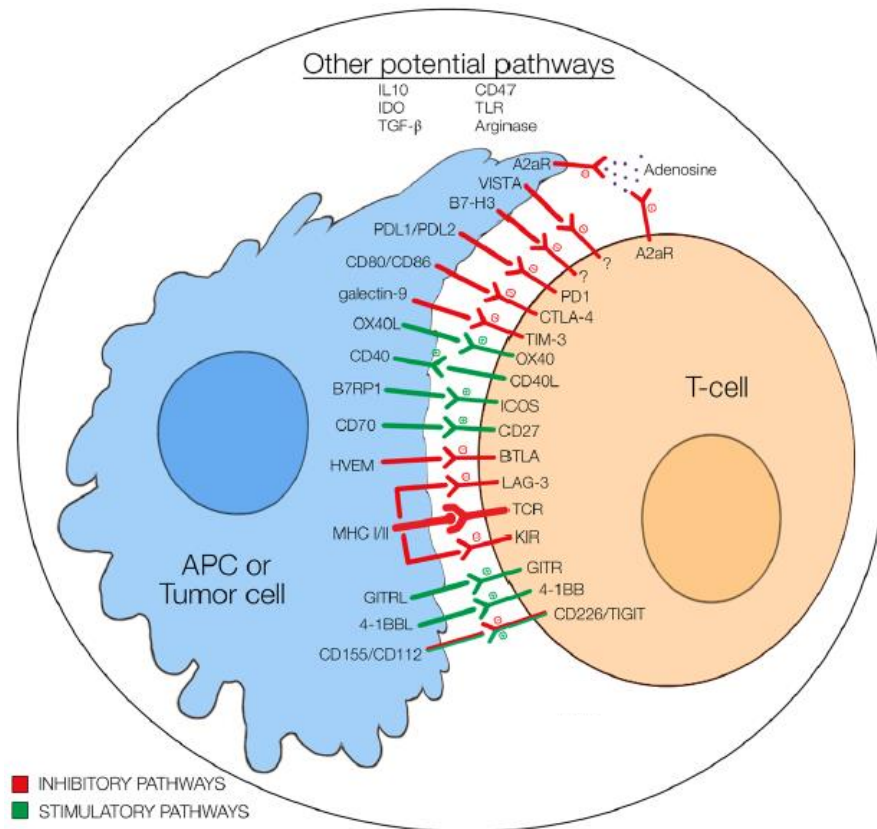 Other potential pathways
IL10 CD47
IDO TLR
TGF-β Arginase
A2aR
Adenosine
VISTA
B7-H3
A2aR
PDL1/PDL2
?
?
CD80/CD86
PD1
galectin-9
CTLA-4
OX40L
TIM-3
CD40
OX40
CD40L
B7RP1
ICOS
T-cell
CD70
CD27
HVEM
BTLA
LAG-3
TCR
MHC I/II
KIR
APC or
Tumor cell
GITR
GITRL
4-1BB
4-1BBL
CD226/TIGIT
CD155/CD112
INHIBITORY PATHWAYS
STIMULATORY PATHWAYS